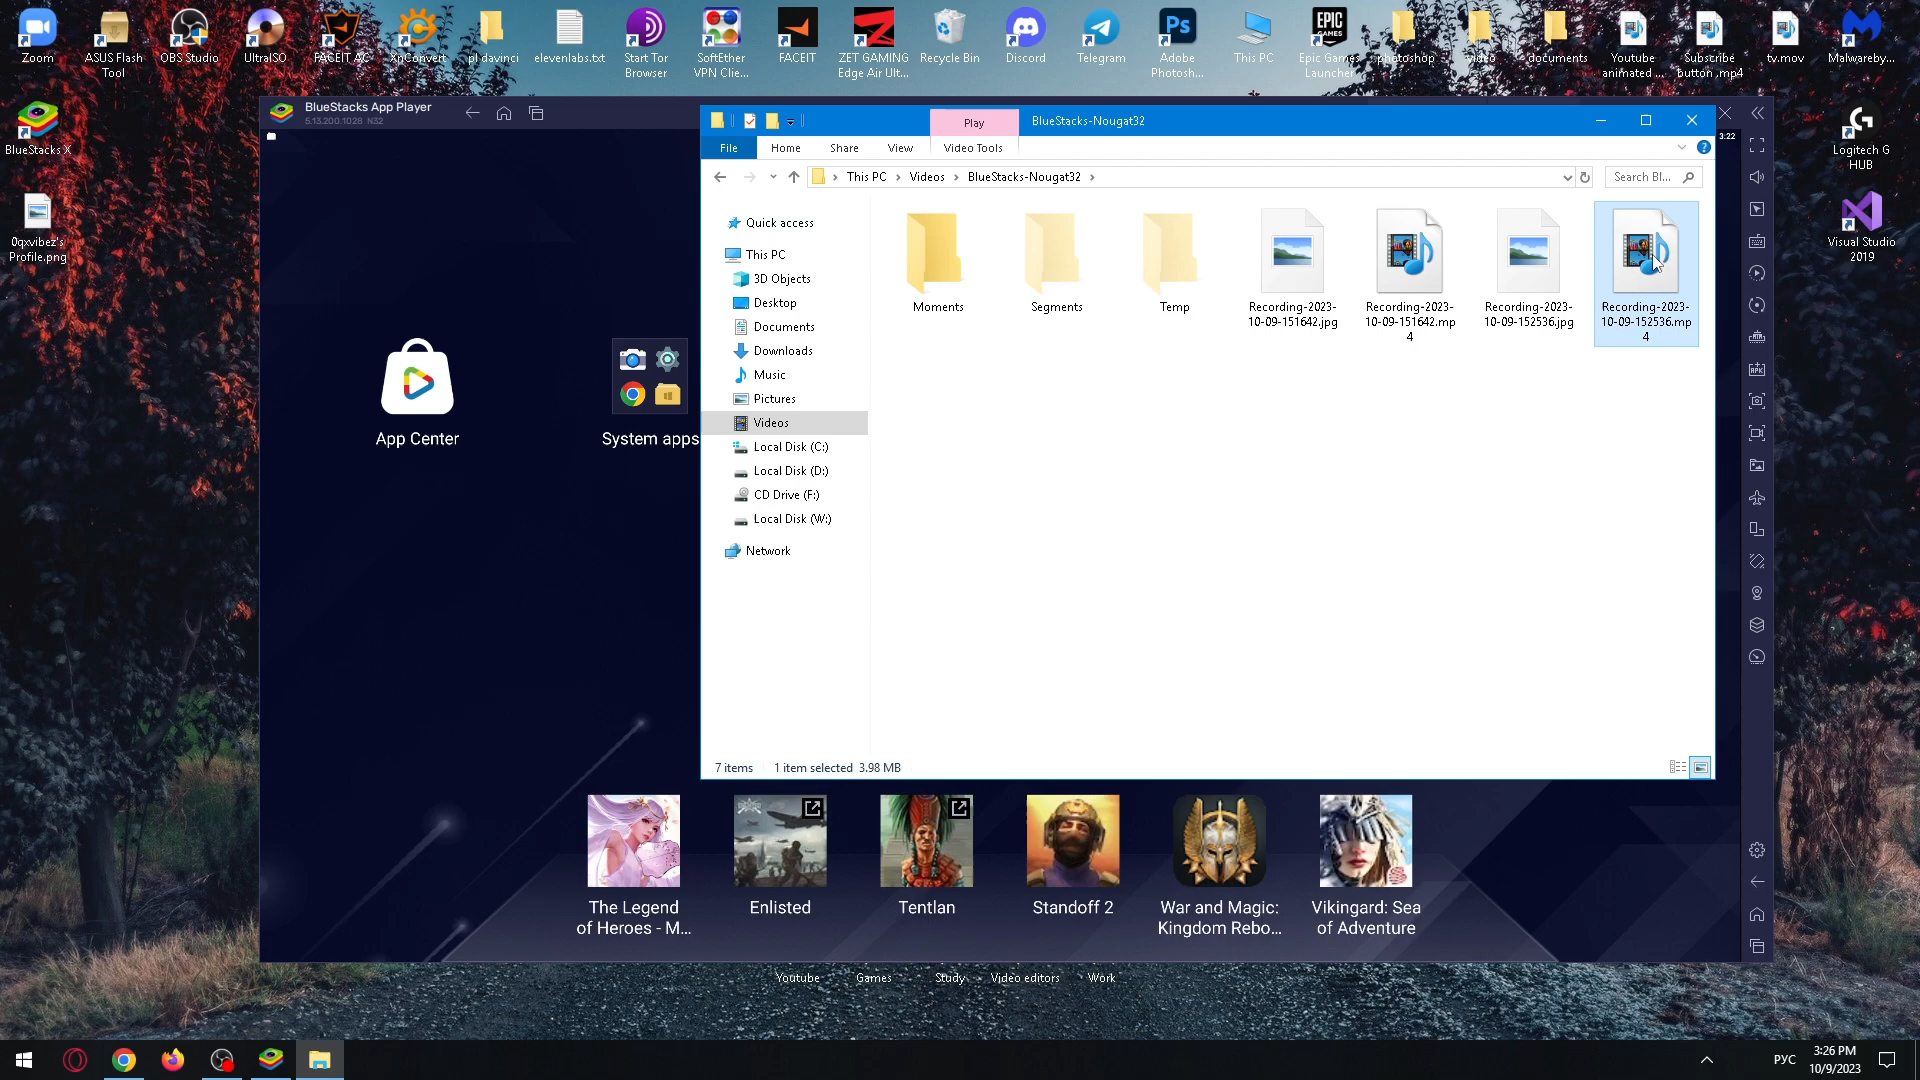 Zoom
ASUS Flash
Tool
OBS Studio
UltraISO
FACEIT AC
XnConvert
pl davinci
elevenlabs.txt
Start Tor
Browser
SoftEther
VPN Clie...
FACEIT
ZET GAMING
Edge Air Ult...
Recycle Bin
Discord
Telegram
Adobe
Photosh...
This PC
Epic Games
Launcher
photoshop
video
documents
Youtube
animated ...
Subscribe
button .mp4
tv.mov
Malwareby...
BlueStacks X
0qxvibez's
Profile.png
Logitech G
HUB
Visual Studio
2019
BlueStacks App Player
5.13.200.1028 N32
3:22
Play
BlueStacks-Nougat32
File
Home
Share
View
Video Tools
This PC
Videos
BlueStacks-Nougat32
Search Bl...
Quick access
This PC
3D Objects
Desktop
Documents
Downloads
Music
Pictures
Videos
Local Disk (C:)
Local Disk (D:)
CD Drive (F:)
Local Disk (W:)
Network
Moments
Segments
Temp
Recording-2023-
10-09-151642.jpg
Recording-2023-
10-09-151642.mp
4
Recording-2023-
10-09-152536.jpg
Recording-2023-
10-09-152536.mp
4
7 items
1 item selected 3.98 MB
App Center
System apps
The Legend
of Heroes - M...
Enlisted
Tentlan
Standoff 2
War and Magic:
Kingdom Rebo...
Vikingard: Sea
of Adventure
Youtube
Games
Study
Video editors
Work
РУС
3:26 PM
10/9/2023